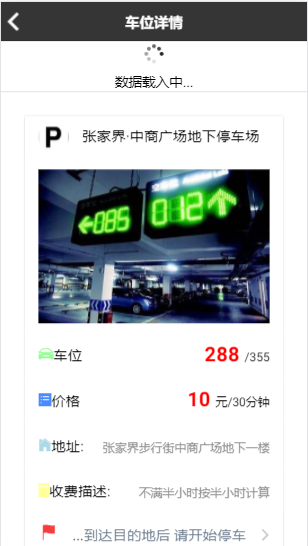 车位详情
数据载入中...
P 张家界·中商广场地下停车场
←085 012↑
车位 288 /355
价格 10 元/30分钟
地址: 张家界步行街中商广场地下一楼
收费描述: 不满半小时按半小时计算
...到达目的地后 请开始停车